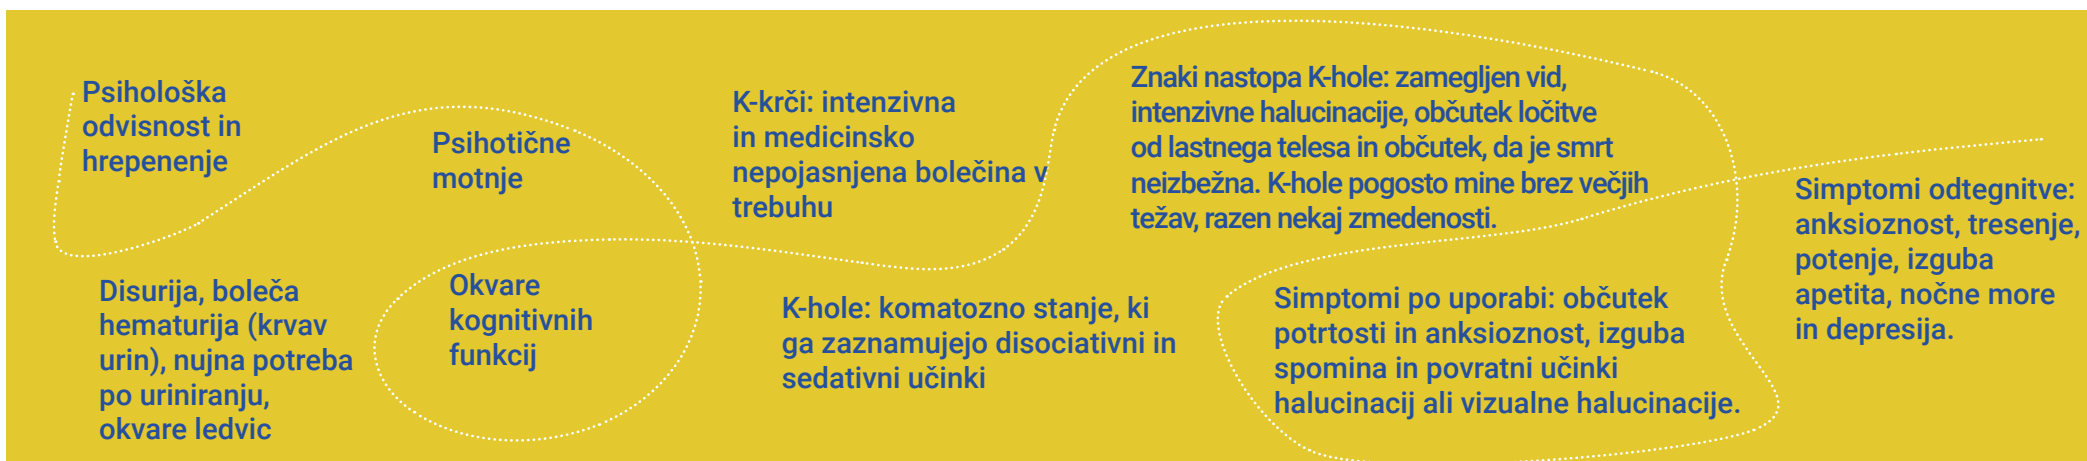 Psihološka
odvisnost in
hrepenenje
Psihotične
motnje
K-krči: intenzivna
in medicinsko
nepojasnjena bolečina v
trebuhu
Znaki nastopa K-hole: zamegljen vid,
intenzivne halucinacije, občutek ločitve
od lastnega telesa in občutek, da je smrt
neizbežna. K-hole pogosto mine brez večjih
težav, razen nekaj zmedenosti.
Simptomi odtegnitve:
anksioznost, tresenje,
potenje, izguba
apetita, nočne more
in depresija.
Disurija, boleča
hematurija (krvav
urin), nujna potreba
po uriniranju,
okvare ledvic
Okvare
kognitivnih
funkcij
K-hole: komatozno stanje, ki
ga zaznamujejo disociativni in
sedativni učinki
Simptomi po uporabi: občutek
potrtosti in anksioznost, izguba
spomina in povratni učinki
halucinacij ali vizualne halucinacije.